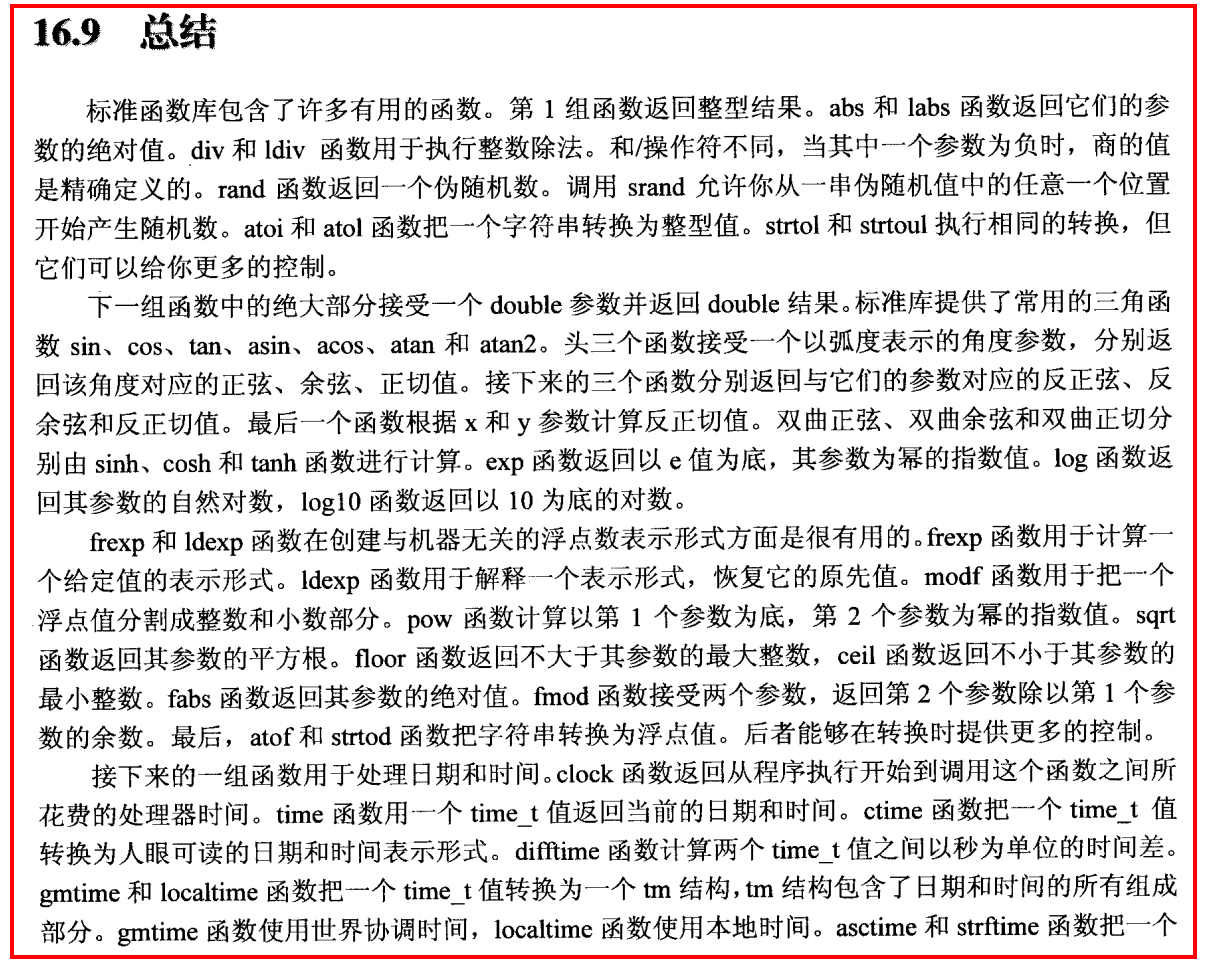 16.9 总结
标准函数库包含了许多有用的函数。第 1 组函数返回整型结果。abs 和 labs 函数返回它们的参
数的绝对值。div 和 ldiv 函数用于执行整数除法。和/操作符不同，当其中一个参数为负时，商的值
是精确定义的。rand 函数返回一个伪随机数。调用 srand 允许你从一串伪随机值中的任意一个位置
开始产生随机数。atoi 和 atol 函数把一个字符串转换为整型值。strtol 和 strtoul 执行相同的转换，但
它们可以给你更多的控制。
下一组函数中的绝大部分接受一个 double 参数并返回 double 结果。标准库提供了常用的三角函
数 sin、cos、tan、asin、acos、atan 和 atan2。头三个函数接受一个以弧度表示的角度参数，分别返
回该角度对应的正弦、余弦、正切值。接下来的三个函数分别返回与它们的参数对应的反正弦、反
余弦和反正切值。最后一个函数根据 x 和 y 参数计算反正切值。双曲正弦、双曲余弦和双曲正切分
别由 sinh、cosh 和 tanh 函数进行计算。exp 函数返回以 e 值为底，其参数为幂的指数值。log 函数返
回其参数的自然对数，log10 函数返回以 10 为底的对数。
frexp 和 ldexp 函数在创建与机器无关的浮点数表示形式方面是很有用的。frexp 函数用于计算一
个给定值的表示形式。ldexp 函数用于解释一个表示形式，恢复它的原先值。modf 函数用于把一个
浮点值分割成整数和小数部分。pow 函数计算以第 1 个参数为底，第 2 个参数为幂的指数值。sqrt
函数返回其参数的平方根。floor 函数返回不大于其参数的最大整数，ceil 函数返回不小于其参数的
最小整数。fabs 函数返回其参数的绝对值。fmod 函数接受两个参数，返回第 2 个参数除以第 1 个参
数的余数。最后，atof 和 strtod 函数把字符串转换为浮点值。后者能够在转换时提供更多的控制。
接下来的一组函数用于处理日期和时间。clock 函数返回从程序执行开始到调用这个函数之间所
花费的处理器时间。time 函数用一个 time_t 值返回当前的日期和时间。ctime 函数把一个 time_t 值
转换为人眼可读的日期和时间表示形式。difftime 函数计算两个 time_t 值之间以秒为单位的时间差。
gmtime 和 localtime 函数把一个 time_t 值转换为一个 tm 结构，tm 结构包含了日期和时间的所有组成
部分。gmtime 函数使用世界协调时间，localtime 函数使用本地时间。asctime 和 strftime 函数把一个